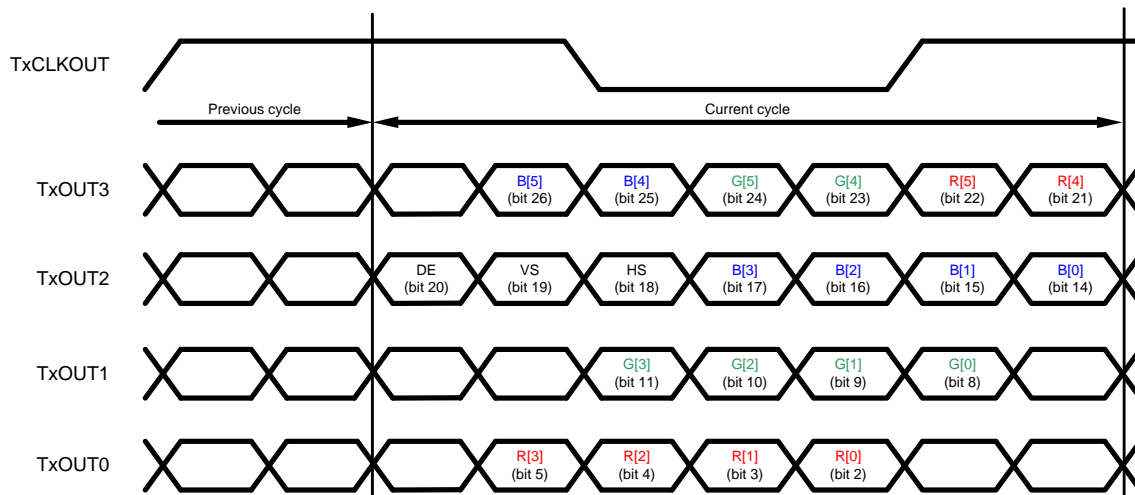 TxCLKOUT
Previous cycle
Current cycle
TxOUT3
B[5]
(bit 26)
B[4]
(bit 25)
G[5]
(bit 24)
G[4]
(bit 23)
R[5]
(bit 22)
R[4]
(bit 21)
TxOUT2
DE
(bit 20)
VS
(bit 19)
HS
(bit 18)
B[3]
(bit 17)
B[2]
(bit 16)
B[1]
(bit 15)
B[0]
(bit 14)
TxOUT1
G[3]
(bit 11)
G[2]
(bit 10)
G[1]
(bit 9)
G[0]
(bit 8)
TxOUT0
R[3]
(bit 5)
R[2]
(bit 4)
R[1]
(bit 3)
R[0]
(bit 2)